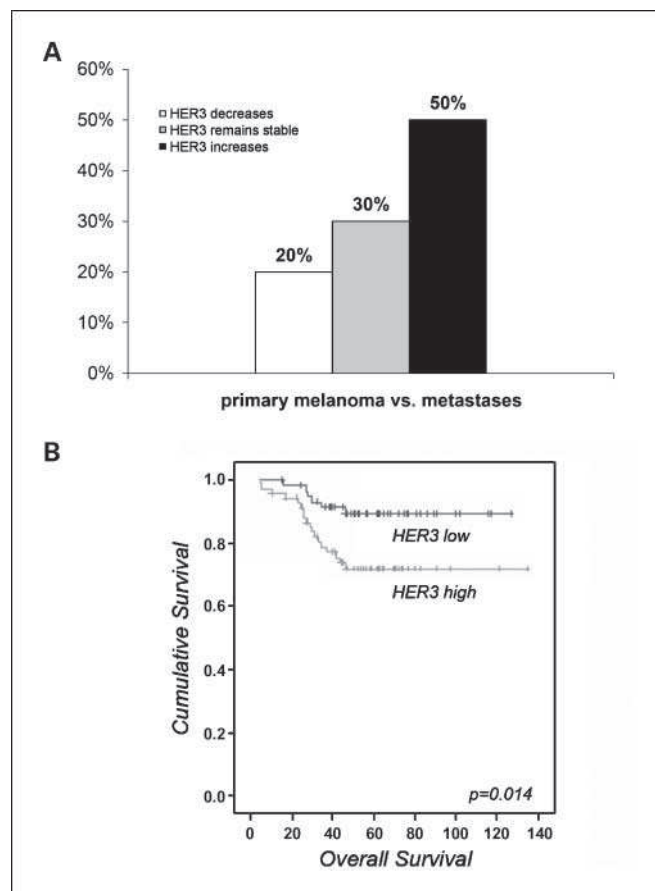 A
60%
50%
40%
30%
20%
10%
0%
HER3 decreases
HER3 remains stable
HER3 increases
20%
30%
50%
primary melanoma vs. metastases
B
Cumulative Survival
1.0
0.8
0.6
0.4
0.2
0.0
HER3 low
HER3 high
p=0.014
0 20 40 60 80 100 120 140
Overall Survival